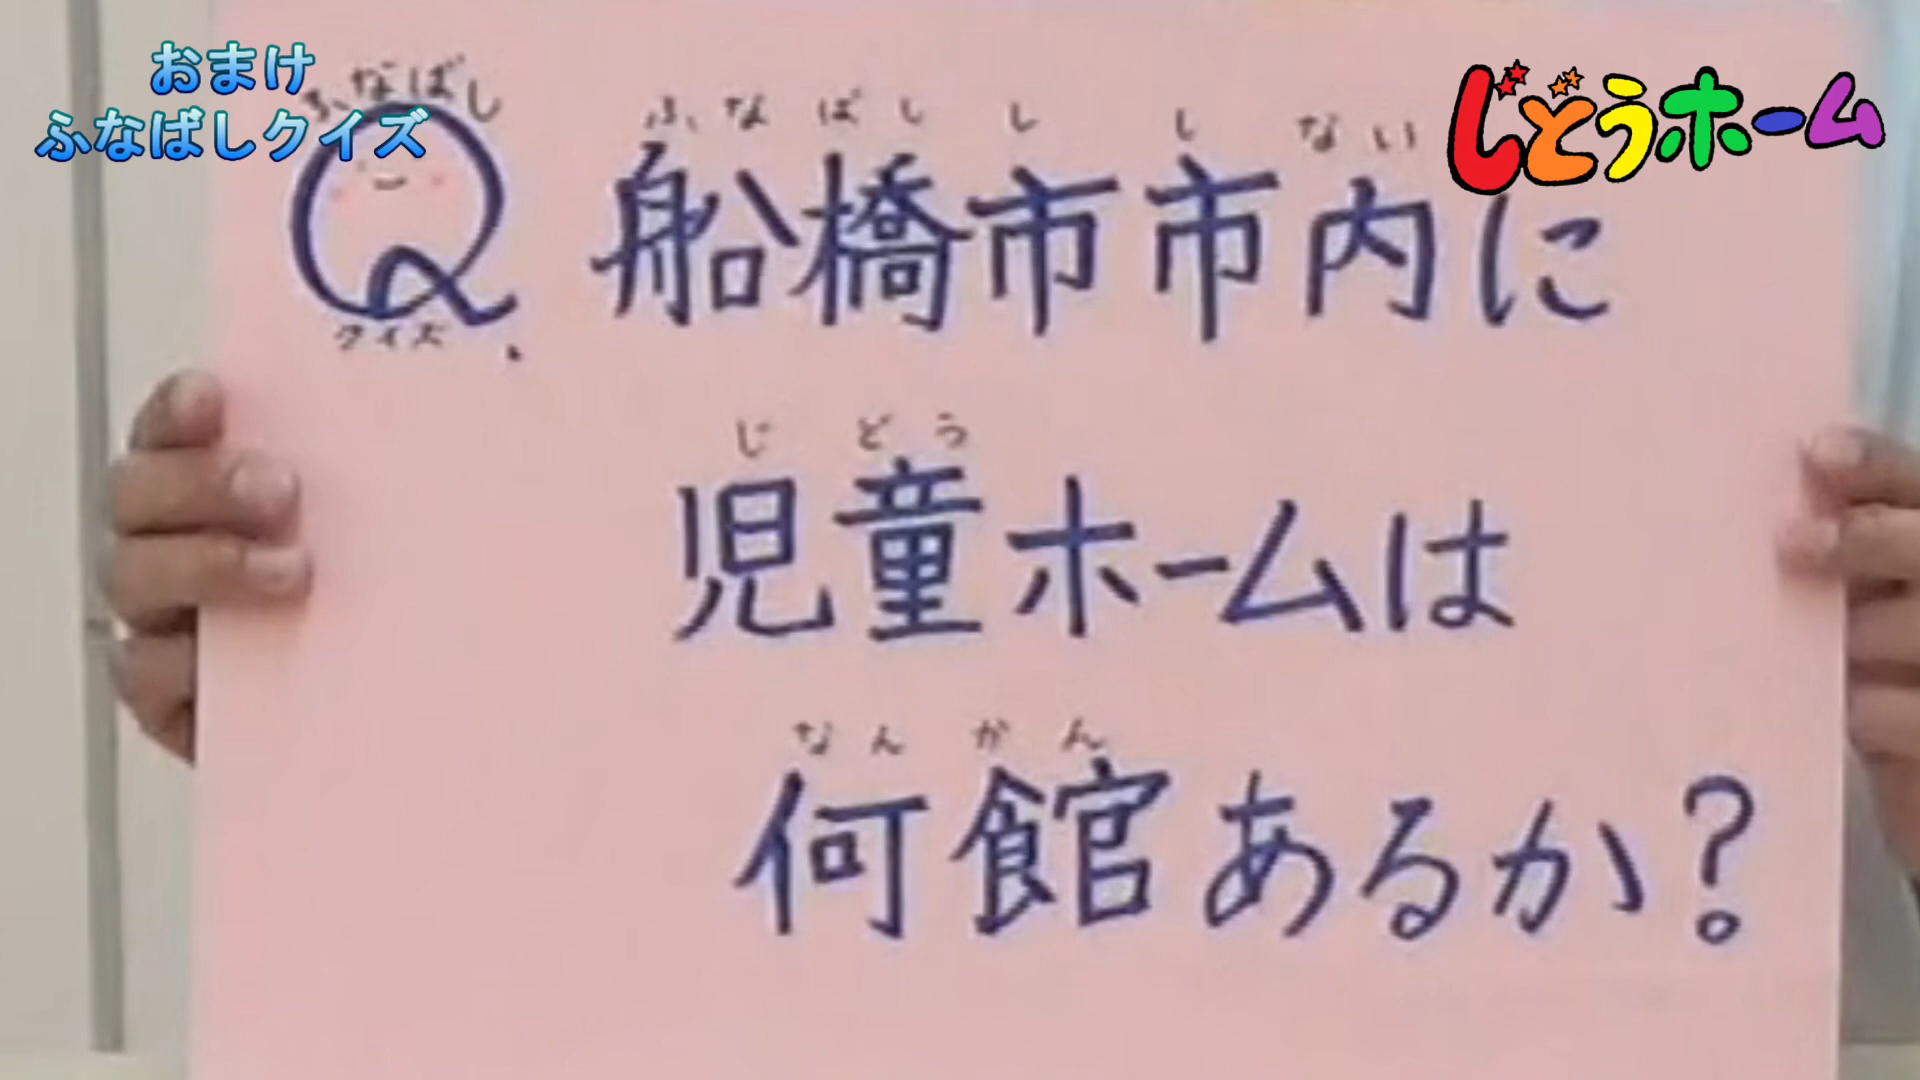 おまけ
ふなばしクイズ
じどうホーム
ふなばし
Q
クイズ
ふなばしし しない
船橋市市内に
じどう
児童ホームは
なんかん
何館あるか?